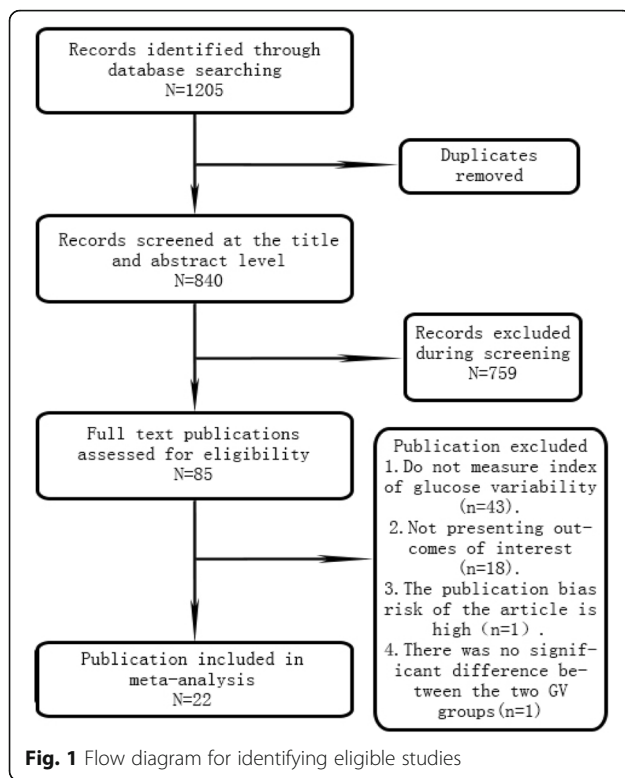 Records identified through
database searching
N=1205
Duplicates
removed
Records screened at the title
and abstract level
N=840
Records excluded
during screening
N=759
Full text publications
assessed for eligibility
N=85
Publication excluded
1. Do not measure index
of glucose variability
(n=43).
2. Not presenting out-
comes of interest
(n=18).
3. The publication bias
risk of the article is
high (n=1) .
4. There was no signif-
icant difference be-
tween the two GV
groups(n=1)
Publication included in
meta-analysis
N=22
Fig. 1 Flow diagram for identifying eligible studies